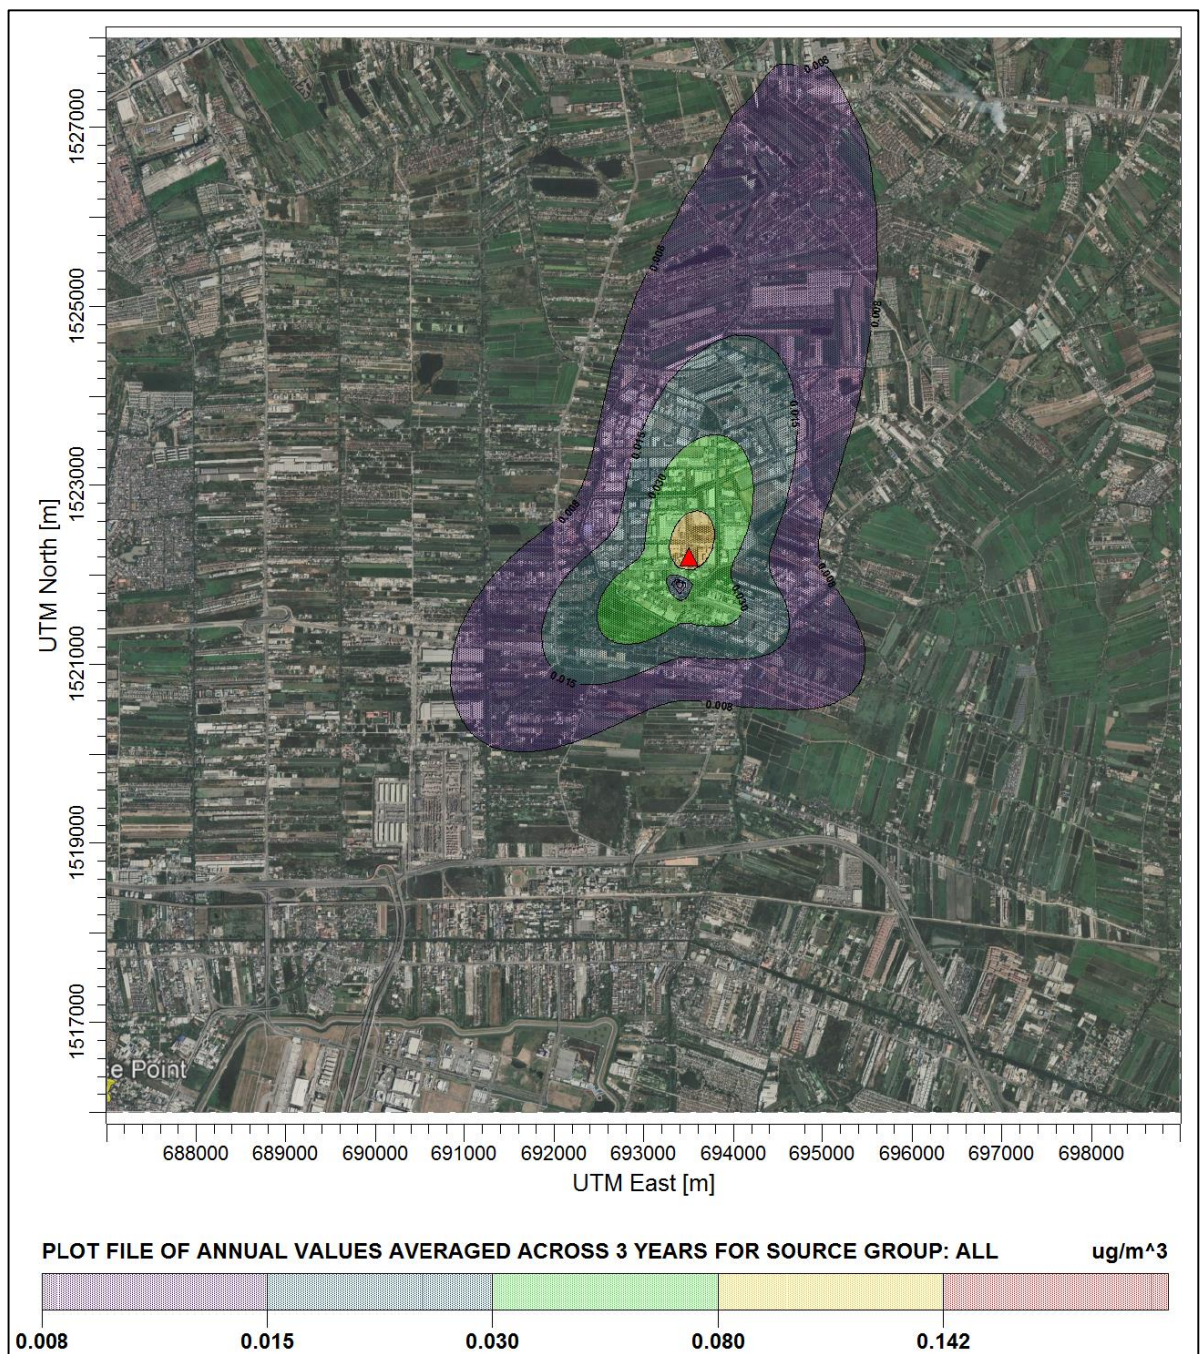 0.008
0.008
0.008
0.015
0.015
0.030
0.008
0.008
0.030
0.015
0.008
1527000
1525000
1523000
1521000
1519000
1517000
UTM North [m]
e Point
688000 689000 690000 691000 692000 693000 694000 695000 696000 697000 698000
UTM East [m]
PLOT FILE OF ANNUAL VALUES AVERAGED ACROSS 3 YEARS FOR SOURCE GROUP: ALL ug/m^3
0.008 0.015 0.030 0.080 0.142